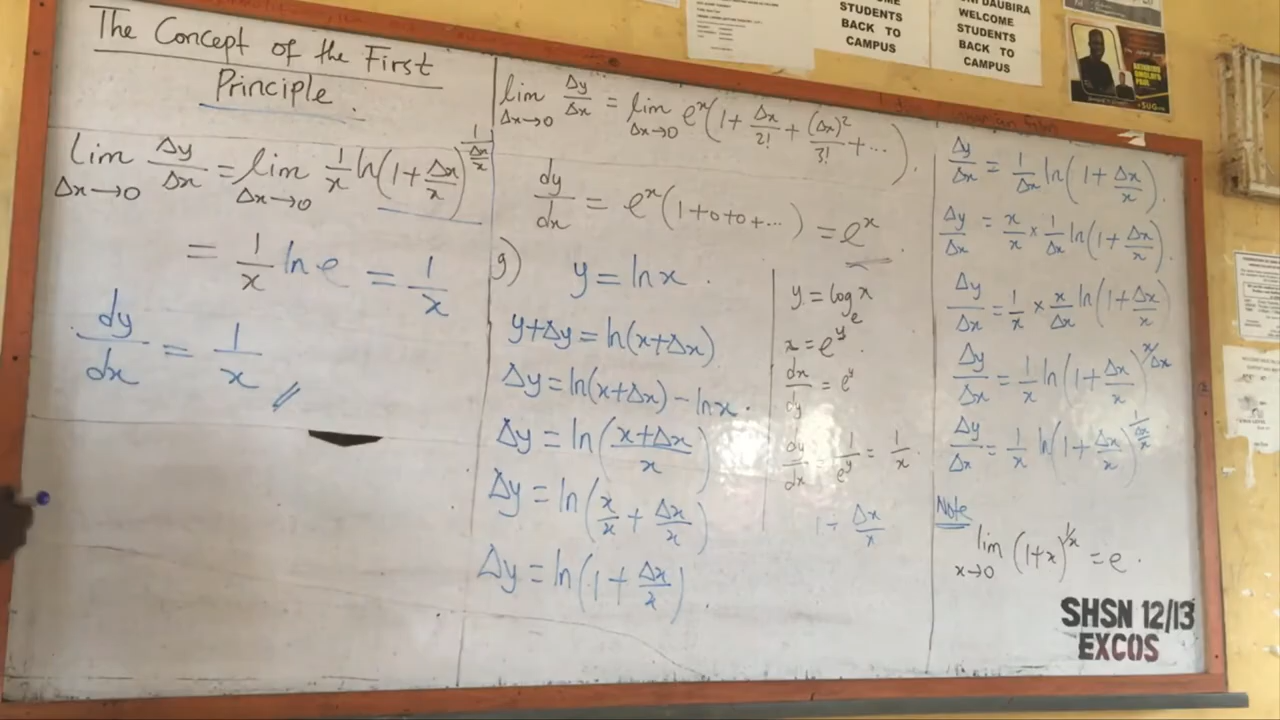 The Concept of the First
Principle.
lim Δx→0 Δy/Δx = lim Δx→0 1/x ln(1 + Δx/x)^(1/(Δx/x))
= 1/x ln e = 1/x
dy/dx = 1/x
lim Δx→0 Δy/Δx = lim Δx→0 e^x(1 + Δx/2! + (Δx)²/3! + ...).
dy/dx = e^x(1+0+0+...) = e^x.
g) y = ln x.
y+Δy = ln(x+Δx)
Δy = ln(x+Δx) - ln x.
Δy = ln((x+Δx)/x)
Δy = ln(x/x + Δx/x)
Δy = ln(1 + Δx/x).
y = log_e x
x = e^y.
dx/dy = e^y
dy/dx = 1/e^y = 1/x.
1 + Δx/x
Δy/Δx = 1/Δx ln(1 + Δx/x).
Δy/Δx = x/x × 1/Δx ln(1 + Δx/x).
Δy/Δx = 1/x × x/Δx ln(1 + Δx/x)
Δy/Δx = 1/x ln(1 + Δx/x)^(x/Δx)
Δy/Δx = 1/x ln(1 + Δx/x)^(1/(Δx/x))
Note
lim x→0 (1+x)^(1/x) = e.
SHSN 12/13
EXCOS
STUDENTS
BACK TO
CAMPUS
DAUBIRA
WELCOME
STUDENTS
BACK TO
CAMPUS